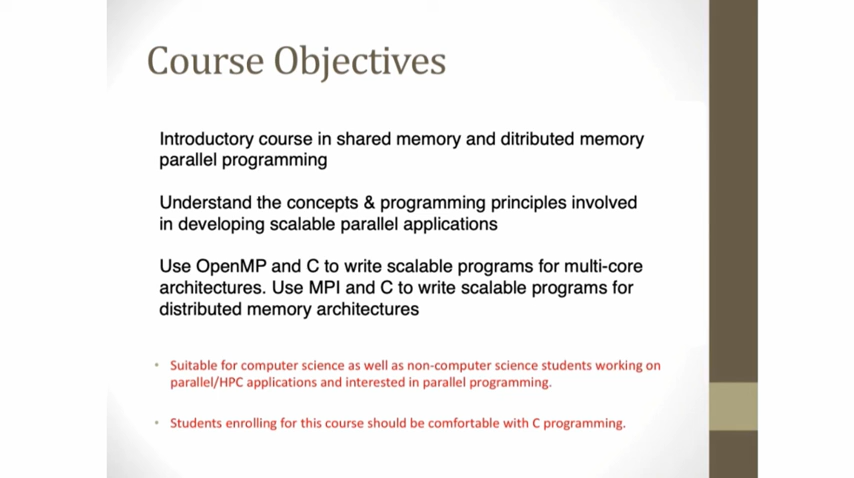 Course Objectives
Introductory course in shared memory and ditributed memory
parallel programming
Understand the concepts & programming principles involved
in developing scalable parallel applications
Use OpenMP and C to write scalable programs for multi-core
architectures. Use MPI and C to write scalable programs for
distributed memory architectures
• Suitable for computer science as well as non-computer science students working on
parallel/HPC applications and interested in parallel programming.
• Students enrolling for this course should be comfortable with C programming.